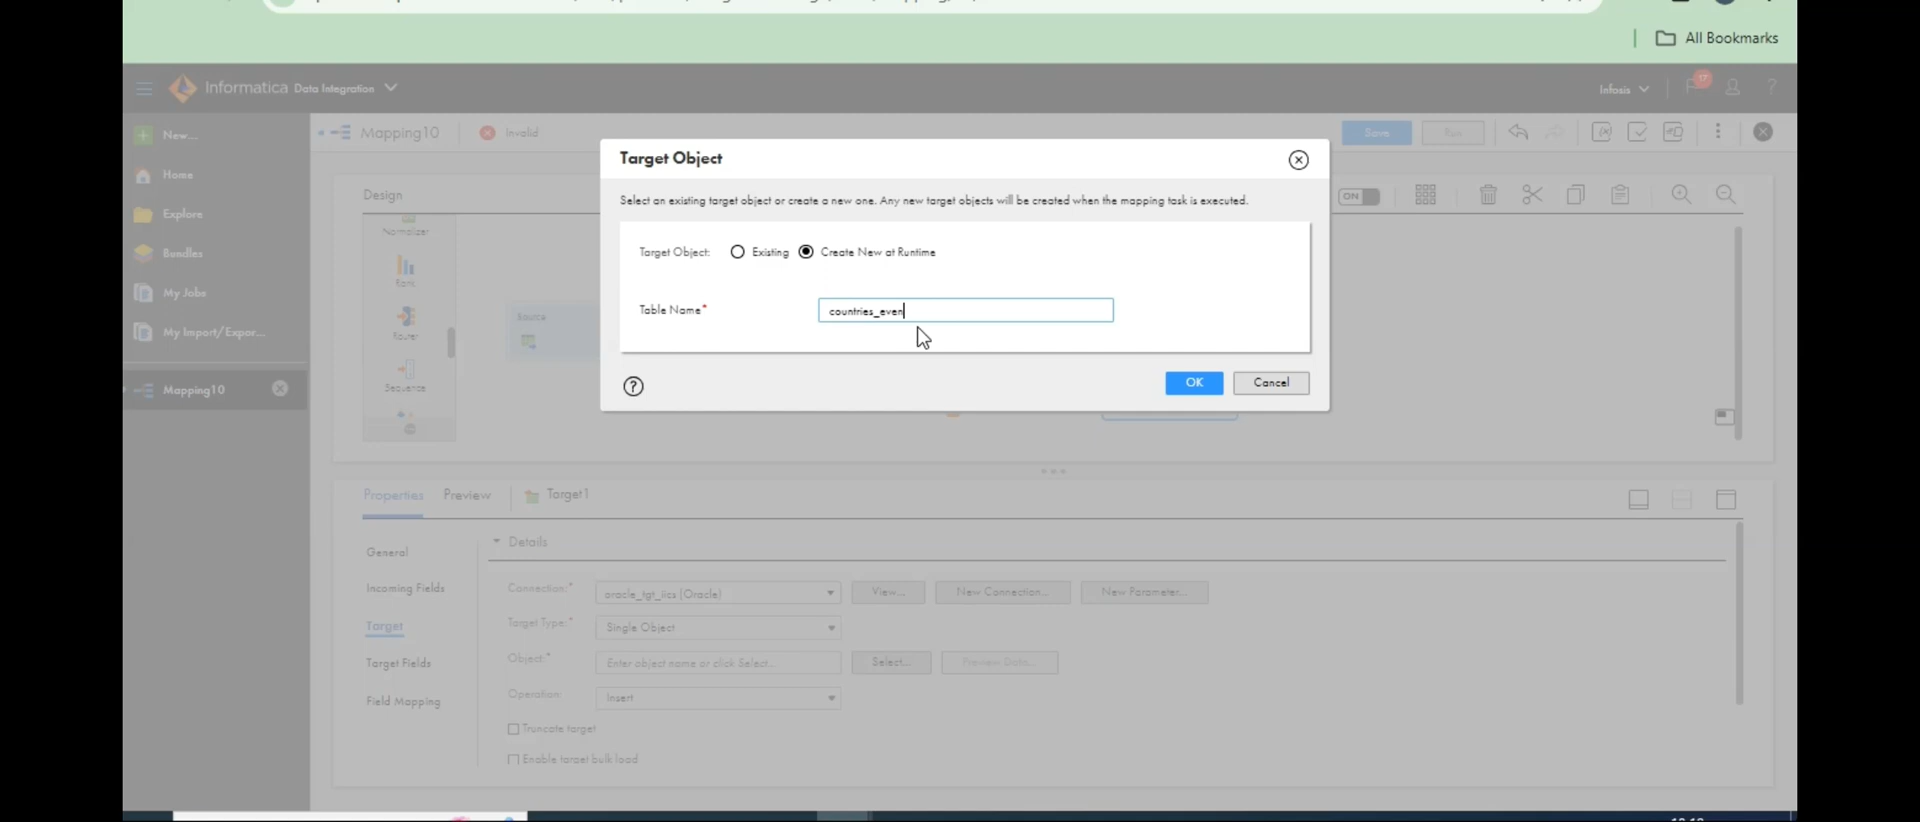 All Bookmarks
Informatica Data Integration
Infosis
17
New...
Mapping10
Invalid
Save
Run
Target Object
Home
Design
ON
Select an existing target object or create a new one. Any new target objects will be created when the mapping task is executed.
Explore
Normalizer
Bundles
Target Object:
Existing
Create New at Runtime
Rank
My Jobs
Table Name*
countries_even
Source
My Import/Expor...
Router
Sequence
Mapping10
OK
Cancel
Properties
Preview
Target1
General
Details
Incoming Fields
Connection:*
oracle_tgt_iics (Oracle)
View...
New Connection...
New Parameter...
Target
Target Type:*
Single Object
Target Fields
Object:*
Enter object name or click Select...
Select...
Preview Data...
Field Mapping
Operation:
Insert
Truncate target
Enable target bulk load